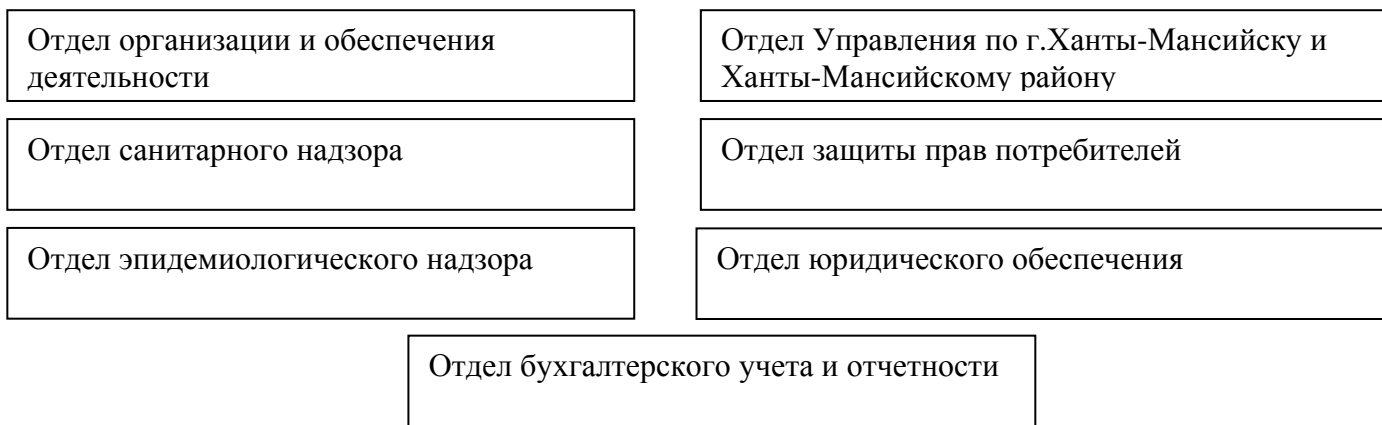 Отдел организации и обеспечения
деятельности
Отдел Управления по г.Ханты-Мансийску и
Ханты-Мансийскому району
Отдел санитарного надзора
Отдел защиты прав потребителей
Отдел эпидемиологического надзора
Отдел юридического обеспечения
Отдел бухгалтерского учета и отчетности